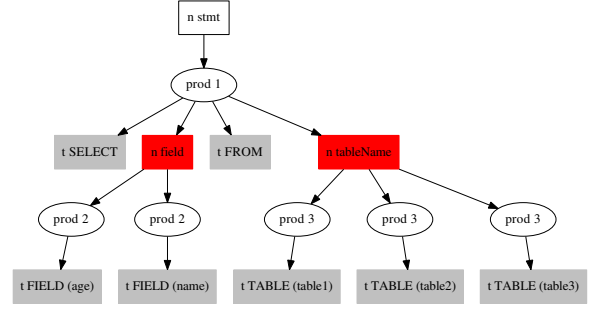 n stmt
prod 1
t SELECT
n field
t FROM
n tableName
prod 2
prod 2
prod 3
prod 3
prod 3
t FIELD (age)
t FIELD (name)
t TABLE (table1)
t TABLE (table2)
t TABLE (table3)